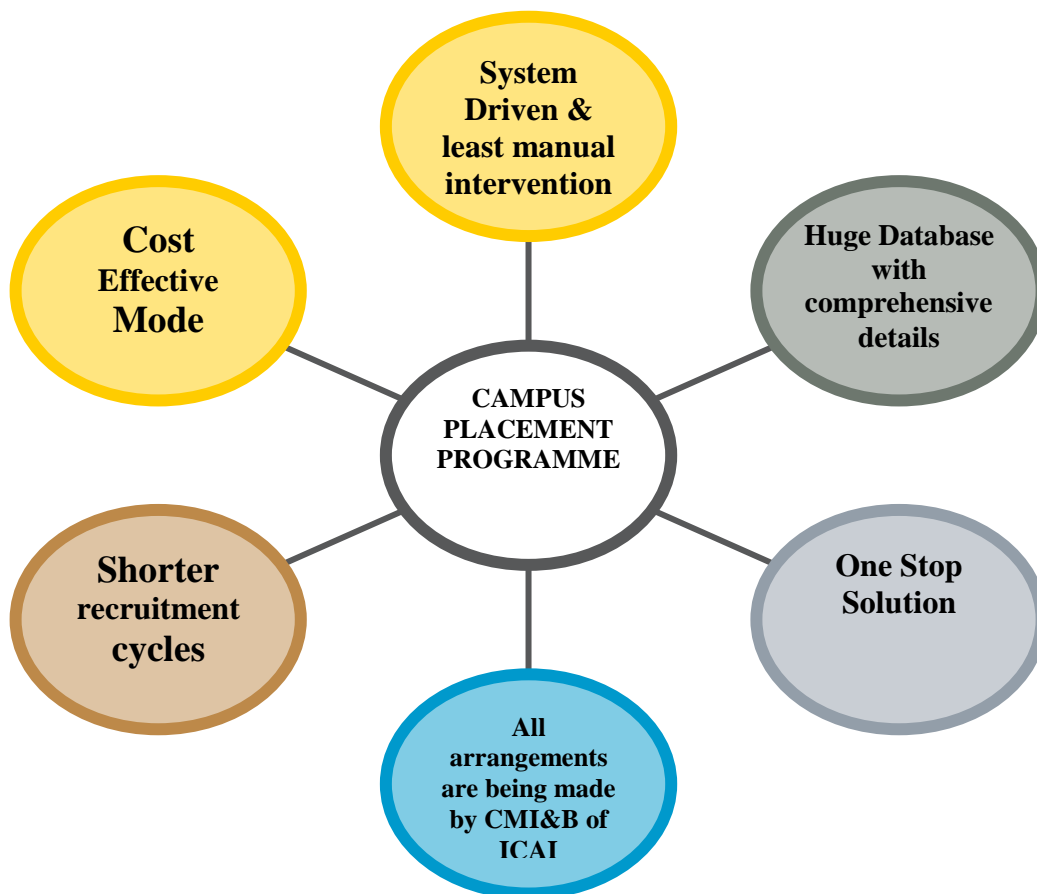 System
Driven &
least manual
intervention
Cost
Effective
Mode
Huge Database
with
comprehensive
details
CAMPUS
PLACEMENT
PROGRAMME
Shorter
recruitment
cycles
One Stop
Solution
All
arrangements
are being made
by CMI&B of
ICAI